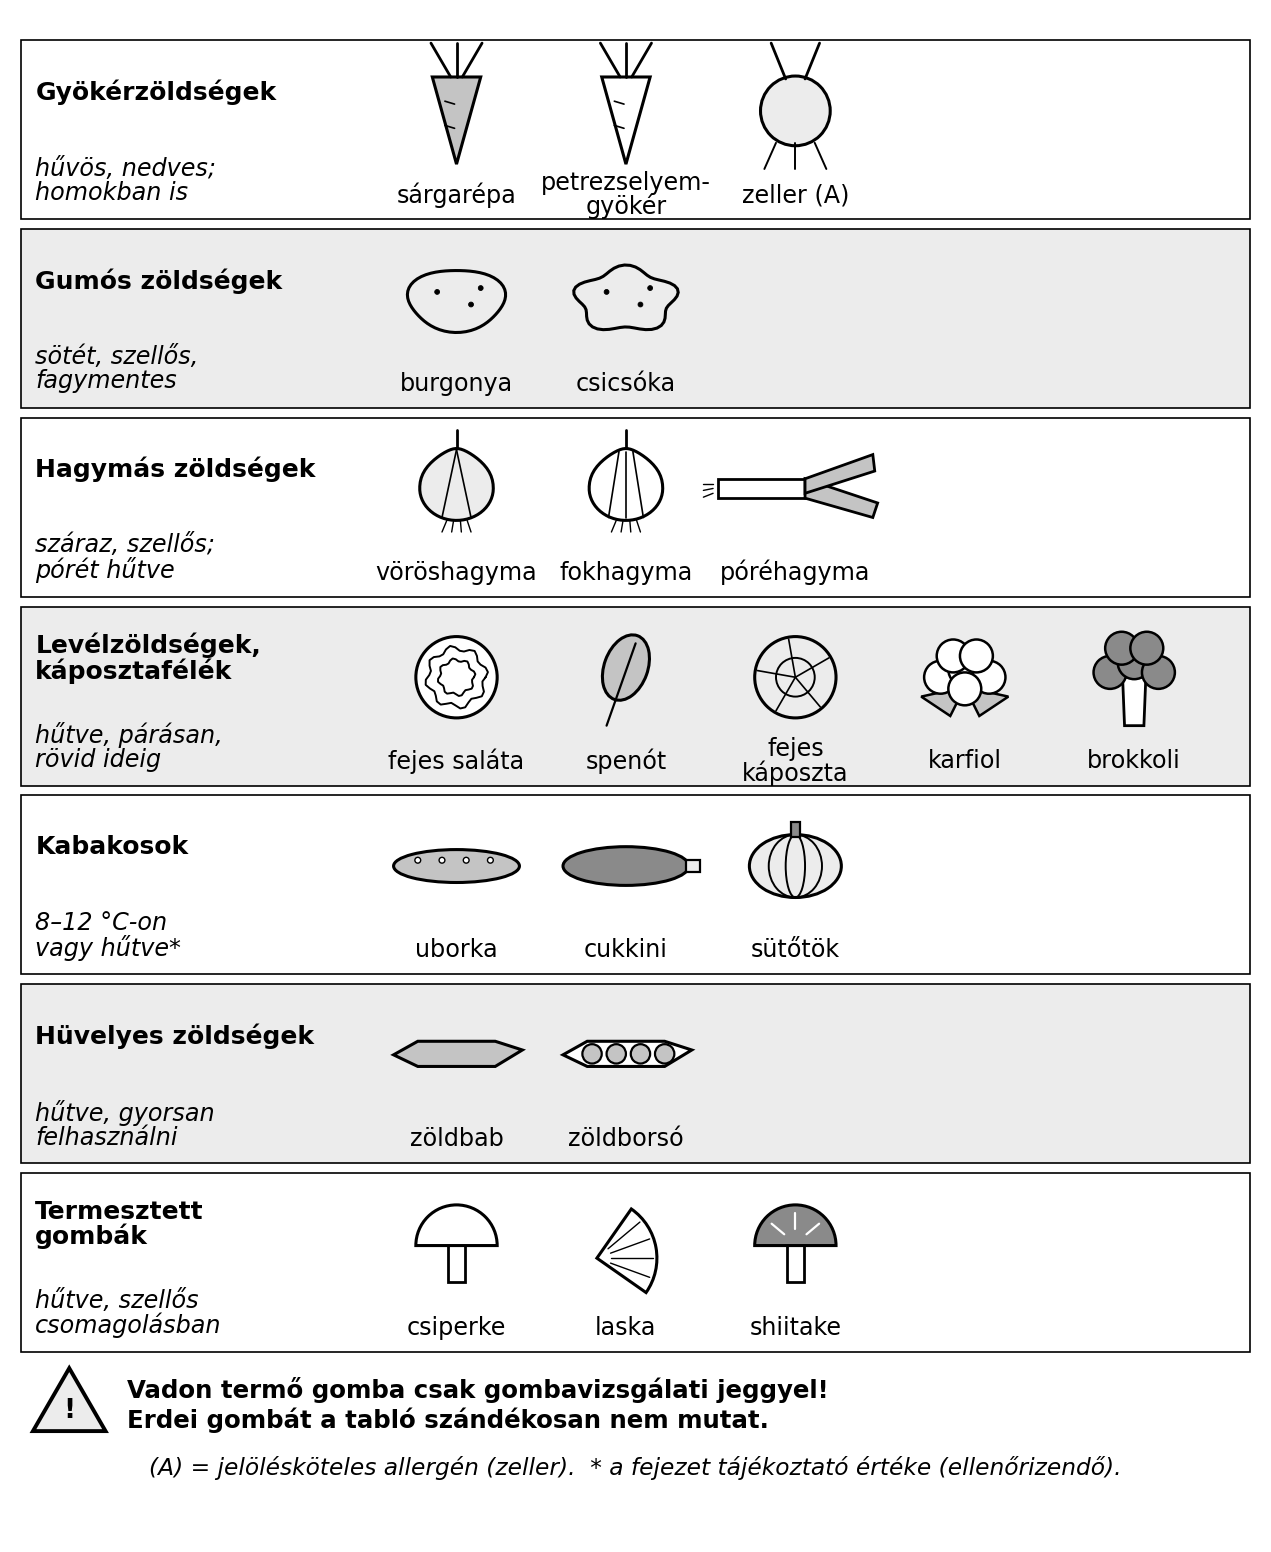 Gyökérzöldségek
hűvös, nedves;
homokban is
sárgarépa
petrezselyem-
gyökér
zeller (A)
Gumós zöldségek
sötét, szellős,
fagymentes
burgonya
csicsóka
Hagymás zöldségek
száraz, szellős;
pórét hűtve
vöröshagyma
fokhagyma
póréhagyma
Levélzöldségek,
káposztafélék
hűtve, párásan,
rövid ideig
fejes saláta
spenót
fejes
káposzta
karfiol
brokkoli
Kabakosok
8–12 °C-on
vagy hűtve*
uborka
cukkini
sütőtök
Hüvelyes zöldségek
hűtve, gyorsan
felhasználni
zöldbab
zöldborsó
Termesztett
gombák
hűtve, szellős
csomagolásban
csiperke
laska
shiitake
!
Vadon termő gomba csak gombavizsgálati jeggyel!
Erdei gombát a tabló szándékosan nem mutat.
(A) = jelölésköteles allergén (zeller).  * a fejezet tájékoztató értéke (ellenőrizendő).